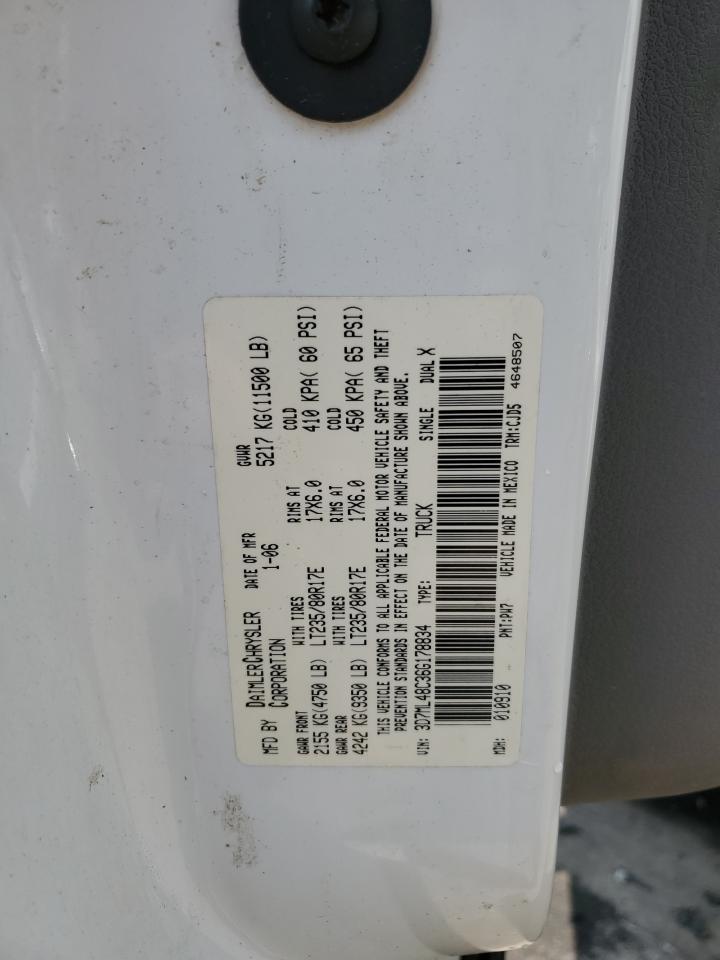 MFD BY DAIMLERCHRYSLER CORPORATION DATE OF MFR 1-06 GVWR 5217 KG(11500 LB)
GAWR FRONT WITH TIRES RIMS AT COLD
2155 KG(4750 LB) LT235/80R17E 17X6.0 410 KPA( 60 PSI)
GAWR REAR WITH TIRES RIMS AT COLD
4242 KG(9350 LB) LT235/80R17E 17X6.0 450 KPA( 65 PSI)
THIS VEHICLE CONFORMS TO ALL APPLICABLE FEDERAL MOTOR VEHICLE SAFETY AND THEFT
PREVENTION STANDARDS IN EFFECT ON THE DATE OF MANUFACTURE SHOWN ABOVE.
VIN: 3D7ML48C36G178834 TYPE: TRUCK SINGLE DUAL X
MDH: 010910 PNT:PW7 VEHICLE MADE IN MEXICO TRM:CJD5 4648507